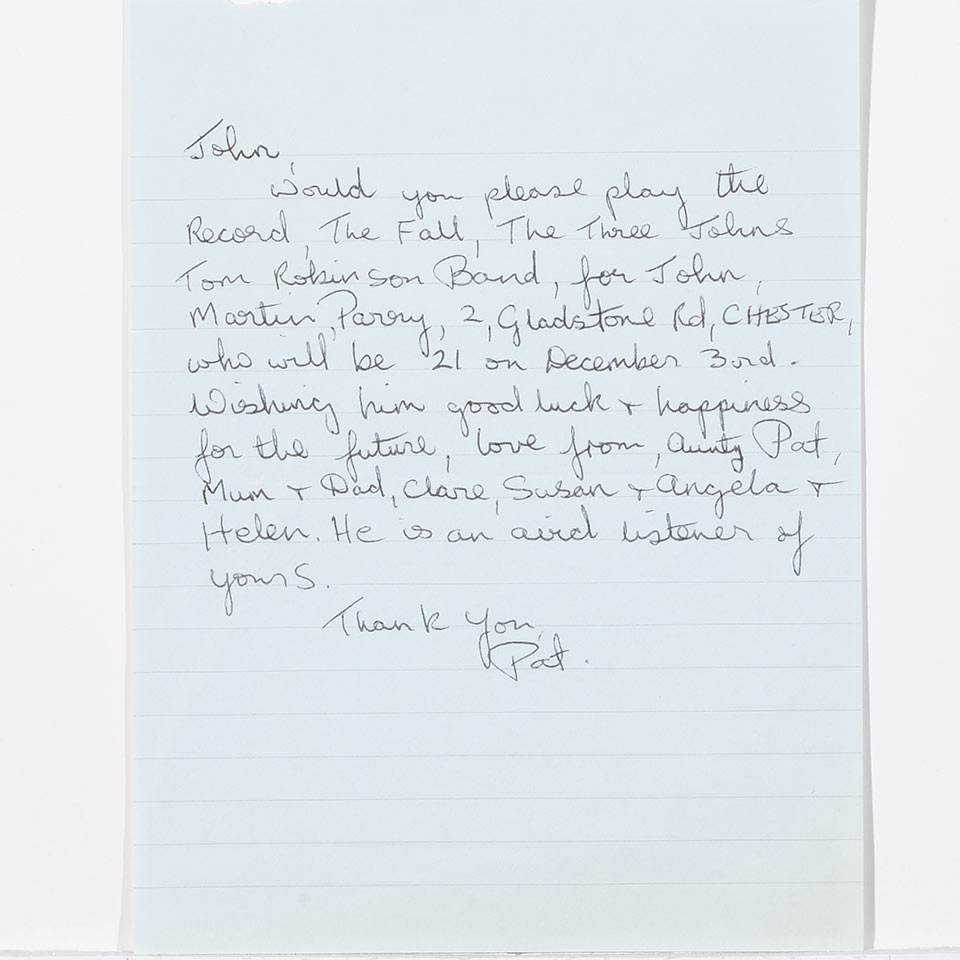 John,
Would you please play the
Record, The Fall, The Three Johns
Tom Robinson Band, for John,
Martin, Parry, 2, Gladstone Rd, CHESTER,
who will be 21 on December 3rd.
Wishing him good luck + happiness
for the future, love from, Aunty Pat,
Mum + Dad, Clare, Susan + Angela +
Helen. He is an avid listener of
yours.
Thank You,
Pat.